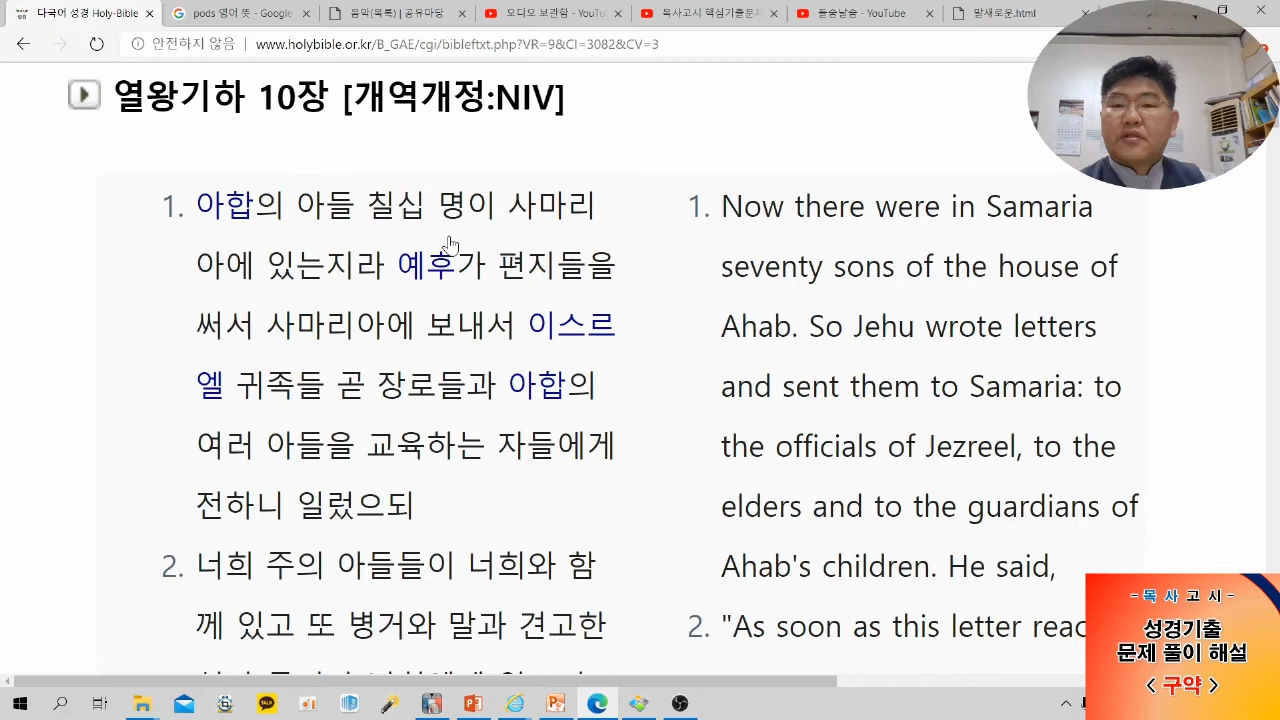 다국어 성경 Holy-Bible
pods 영어 뜻 - Google
음악(목록) | 공유마당
오디오 보관함 - YouTu
목사고시 핵심기출문제
들숨날숨 - YouTube
말새로운.html
안전하지 않음
www.holybible.or.kr/B_GAE/cgi/bibleftxt.php?VR=9&CI=3082&CV=3
열왕기하 10장 [개역개정:NIV]
1. 아합의 아들 칠십 명이 사마리
아에 있는지라 예후가 편지들을
써서 사마리아에 보내서 이스르
엘 귀족들 곧 장로들과 아합의
여러 아들을 교육하는 자들에게
전하니 일렀으되
2. 너희 주의 아들들이 너희와 함
께 있고 또 병거와 말과 견고한
1. Now there were in Samaria
seventy sons of the house of
Ahab. So Jehu wrote letters
and sent them to Samaria: to
the officials of Jezreel, to the
elders and to the guardians of
Ahab's children. He said,
2. "As soon as this letter reac
- 목 사 고 시 -
성경기출
문제 풀이 해설
< 구약 >